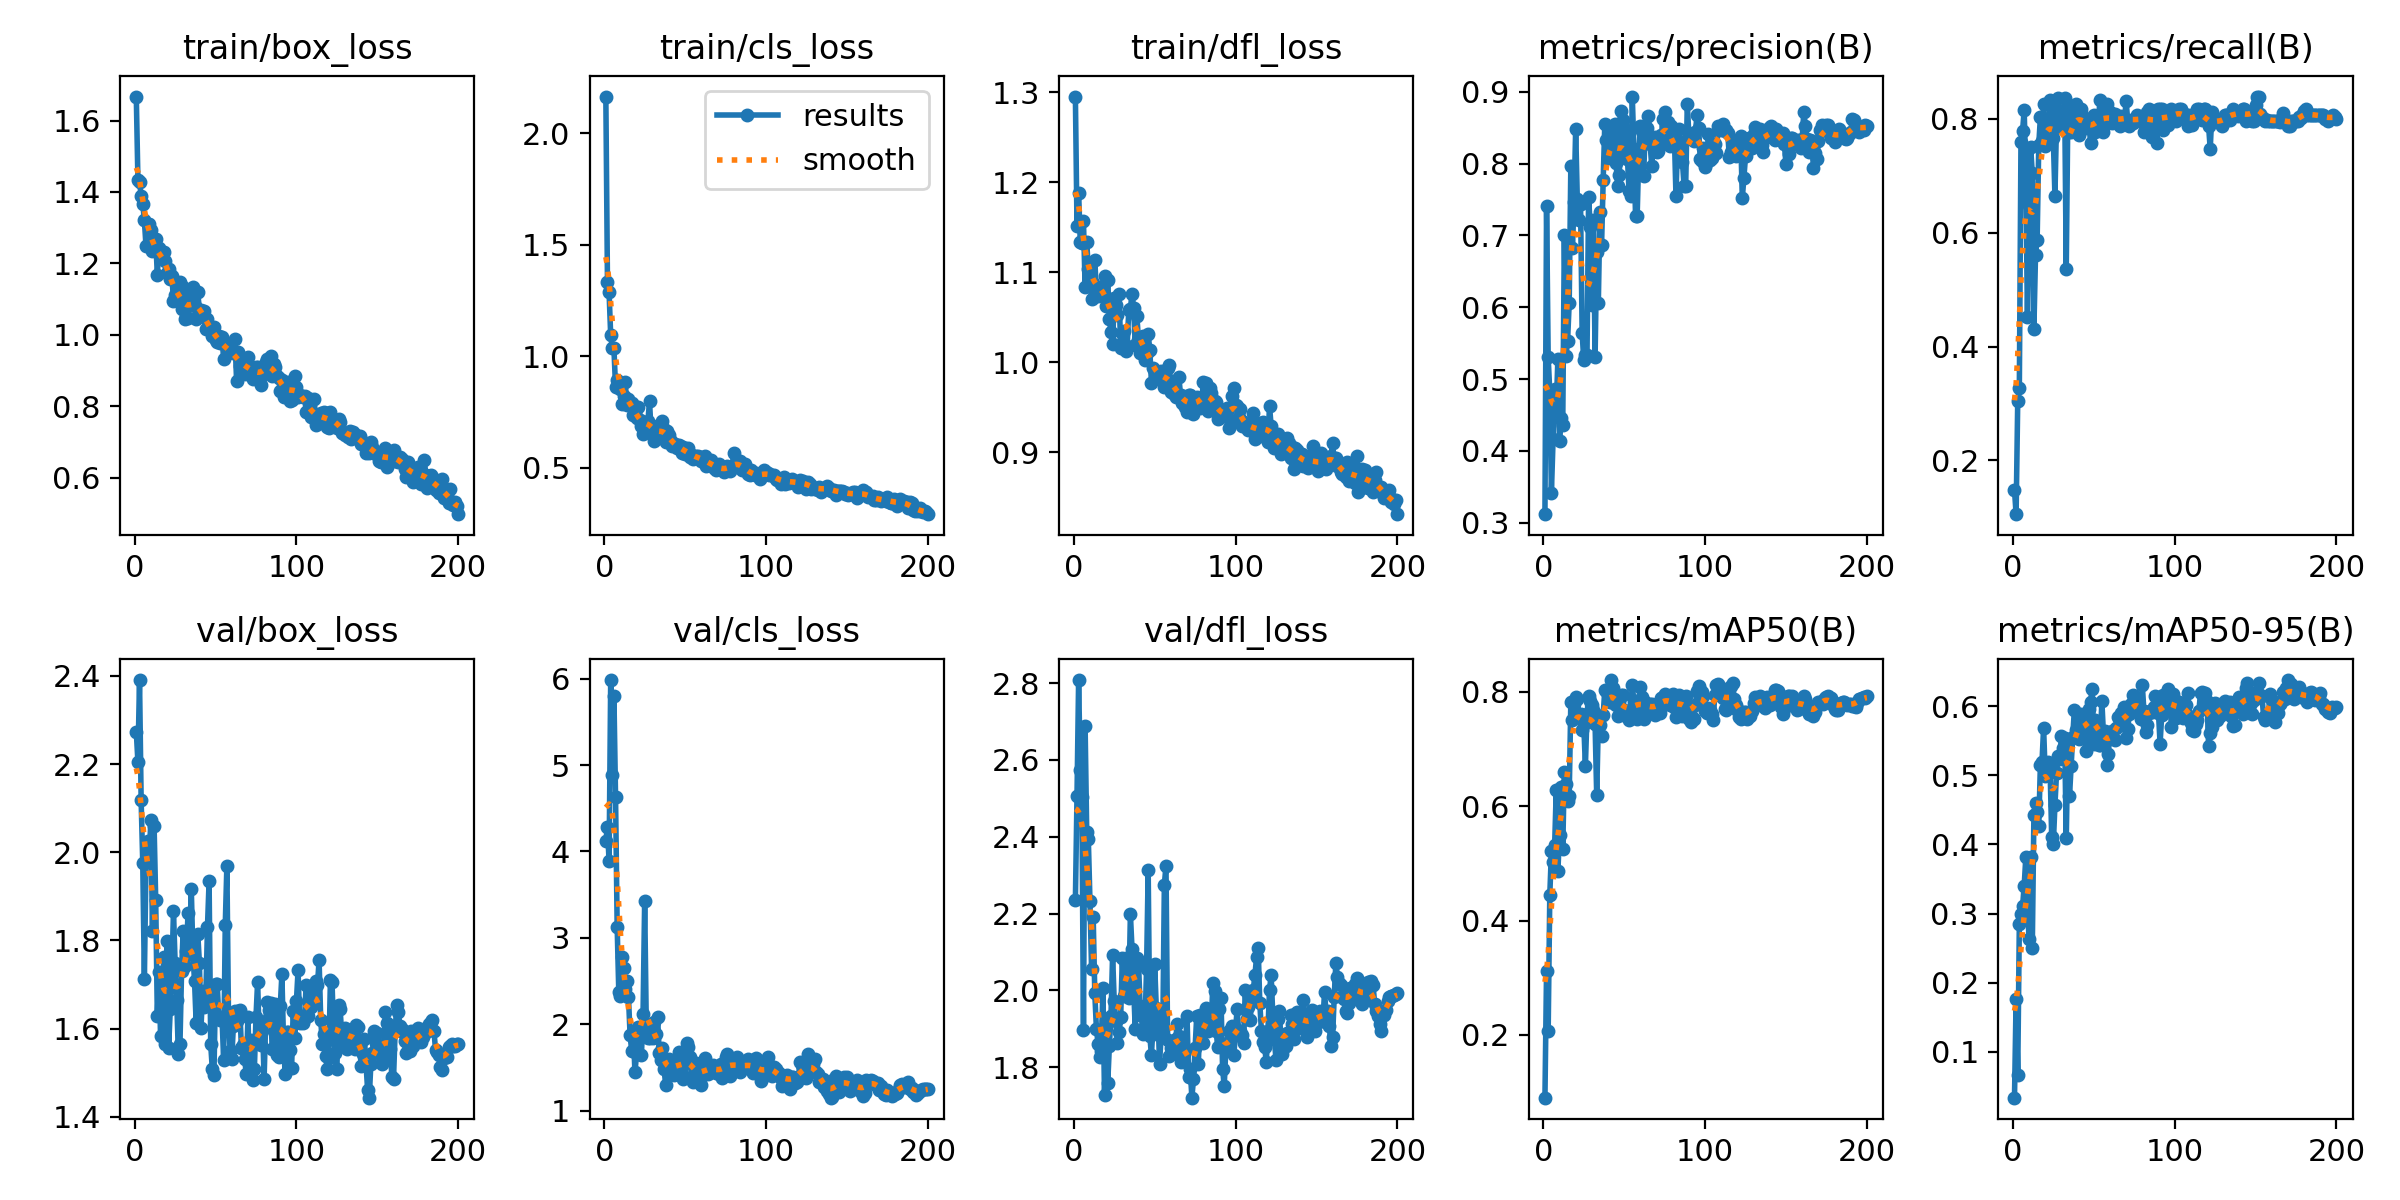 train/box_loss
1.6
1.4
1.2
1.0
0.8
0.6
0 100 200
train/cls_loss
results
smooth
2.0
1.5
1.0
0.5
0 100 200
train/dfl_loss
1.3
1.2
1.1
1.0
0.9
0 100 200
metrics/precision(B)
0.9
0.8
0.7
0.6
0.5
0.4
0.3
0 100 200
metrics/recall(B)
0.8
0.6
0.4
0.2
0 100 200
val/box_loss
2.4
2.2
2.0
1.8
1.6
1.4
0 100 200
val/cls_loss
6
5
4
3
2
1
0 100 200
val/dfl_loss
2.8
2.6
2.4
2.2
2.0
1.8
0 100 200
metrics/mAP50(B)
0.8
0.6
0.4
0.2
0 100 200
metrics/mAP50-95(B)
0.6
0.5
0.4
0.3
0.2
0.1
0 100 200